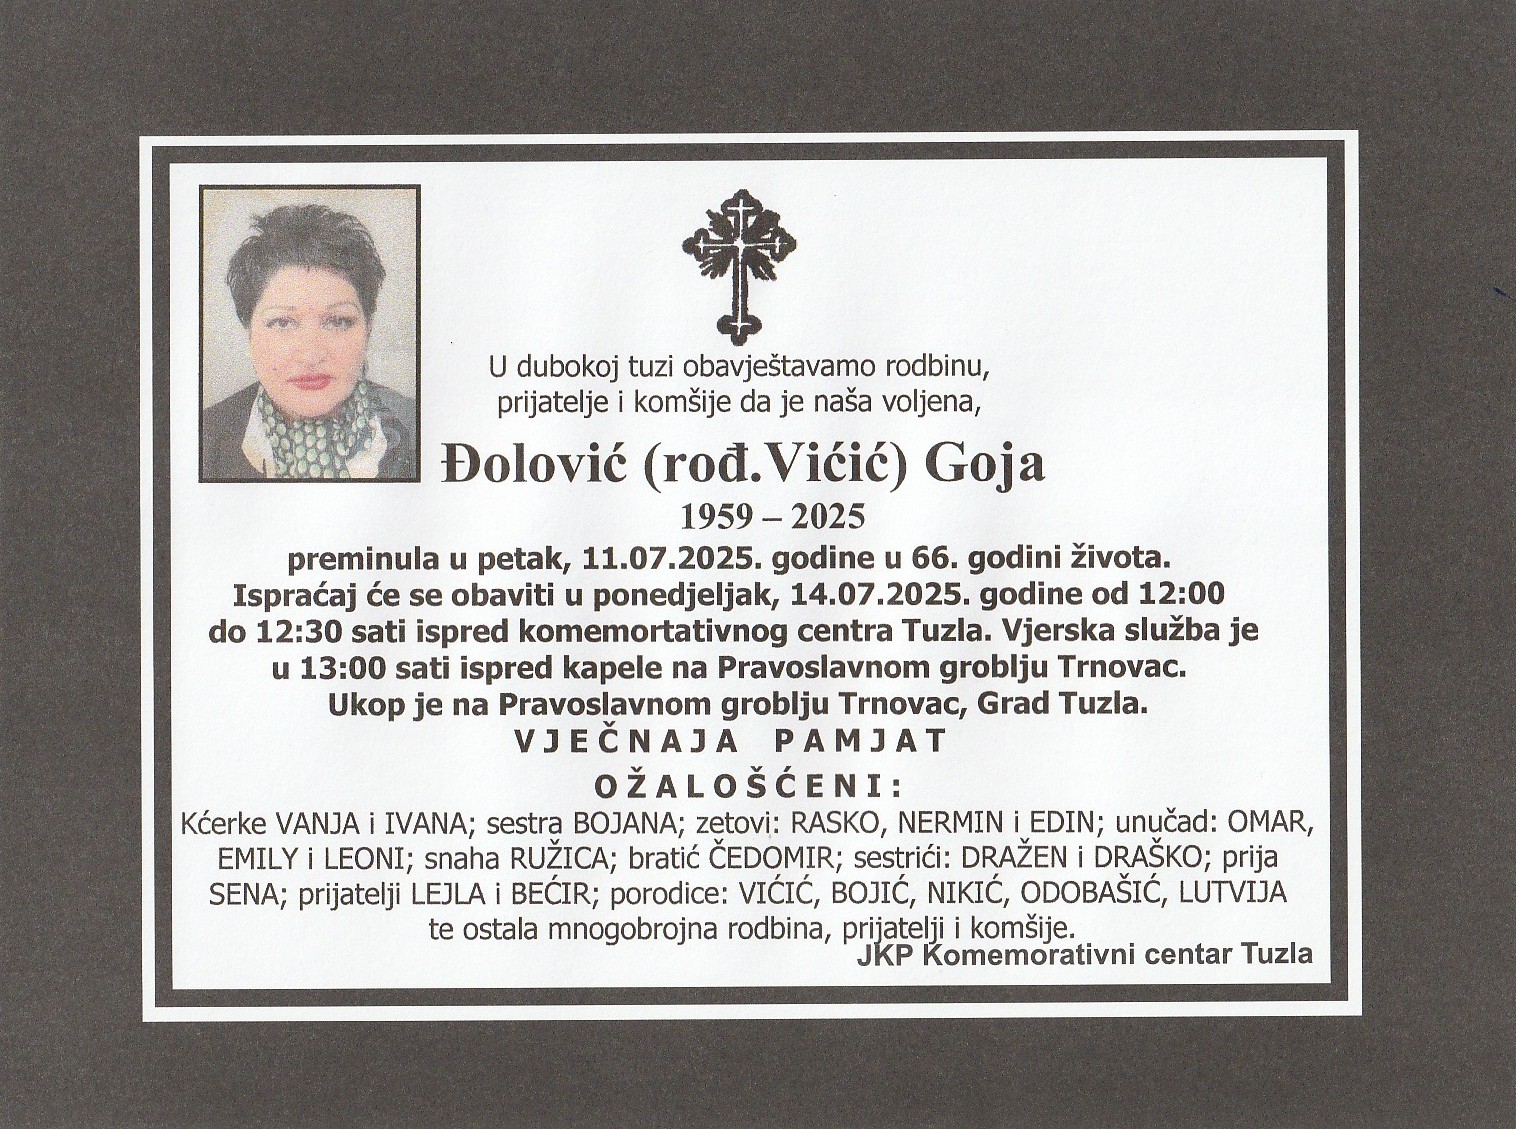 U dubokoj tuzi obavještavamo rodbinu,
prijatelje i komšije da je naša voljena,
Đolović (rođ.Vićić) Goja
1959 – 2025
preminula u petak, 11.07.2025. godine u 66. godini života.
Ispraćaj će se obaviti u ponedjeljak, 14.07.2025. godine od 12:00
do 12:30 sati ispred komemortativnog centra Tuzla. Vjerska služba je
u 13:00 sati ispred kapele na Pravoslavnom groblju Trnovac.
Ukop je na Pravoslavnom groblju Trnovac, Grad Tuzla.
VJEČNAJA PAMJAT
OŽALOŠĆENI:
Kćerke VANJA i IVANA; sestra BOJANA; zetovi: RASKO, NERMIN i EDIN; unučad: OMAR,
EMILY i LEONI; snaha RUŽICA; bratić ČEDOMIR; sestrići: DRAŽEN i DRAŠKO; prija
SENA; prijatelji LEJLA i BEĆIR; porodice: VIĆIĆ, BOJIĆ, NIKIĆ, ODOBAŠIĆ, LUTVIJA
te ostala mnogobrojna rodbina, prijatelji i komšije.
JKP Komemorativni centar Tuzla